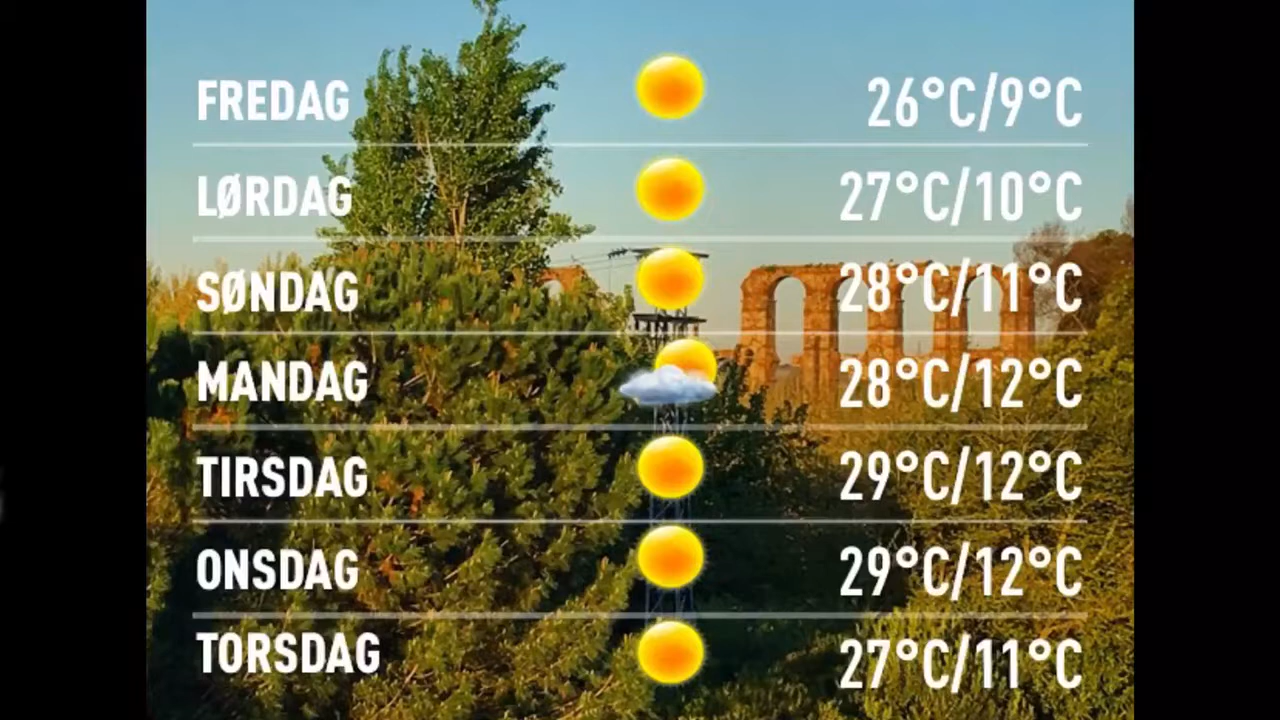 FREDAG 26°C/9°C
LØRDAG 27°C/10°C
SØNDAG 28°C/11°C
MANDAG 28°C/12°C
TIRSDAG 29°C/12°C
ONSDAG 29°C/12°C
TORSDAG 27°C/11°C